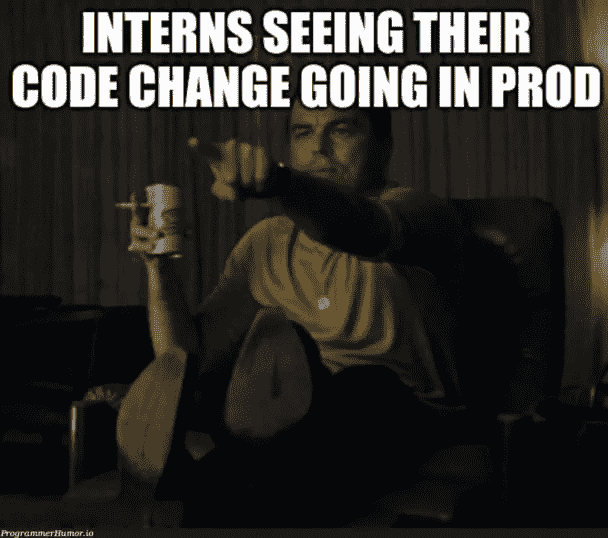 INTERNS SEEING THEIR
CODE CHANGE GOING IN PROD
ProgrammerHumor.io